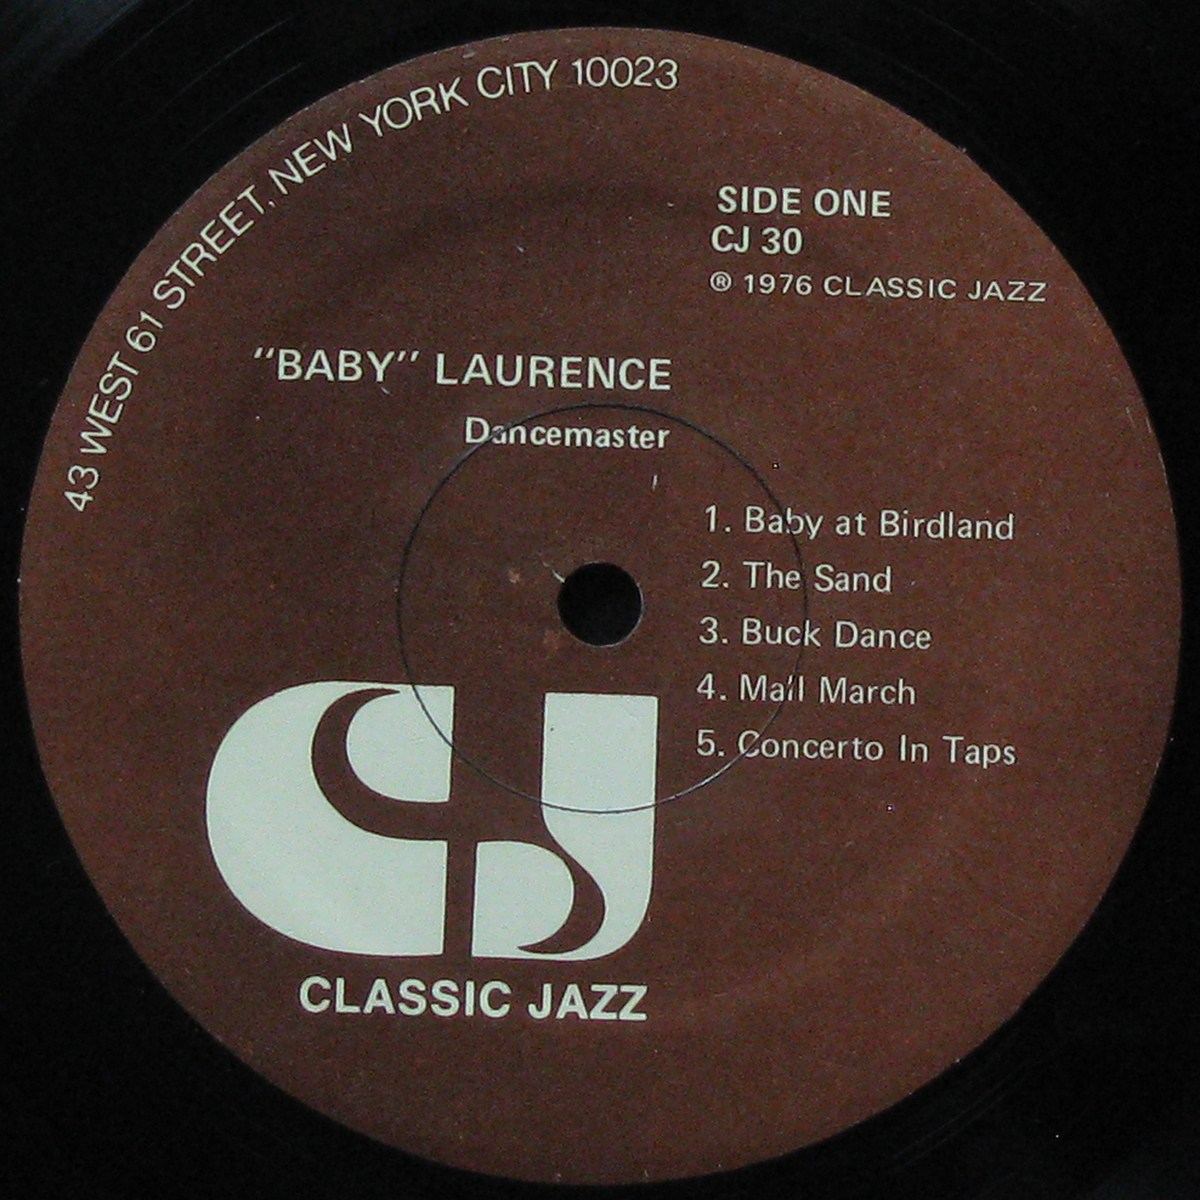 43 WEST 61 STREET, NEW YORK CITY 10023
SIDE ONE
CJ 30
® 1976 CLASSIC JAZZ
"BABY" LAURENCE
Dancemaster
1. Baby at Birdland
2. The Sand
3. Buck Dance
4. Mall March
5. Concerto In Taps
CJ
CLASSIC JAZZ